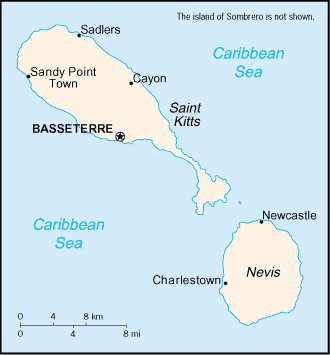 The island of Sombrero is not shown.
Sadlers
Caribbean
Sea
Sandy Point
Town
Cayon
Saint
Kitts
BASSETERRE
Newcastle
Caribbean
Sea
Charlestown
Nevis
0 4 8 km
0 4 8 mi